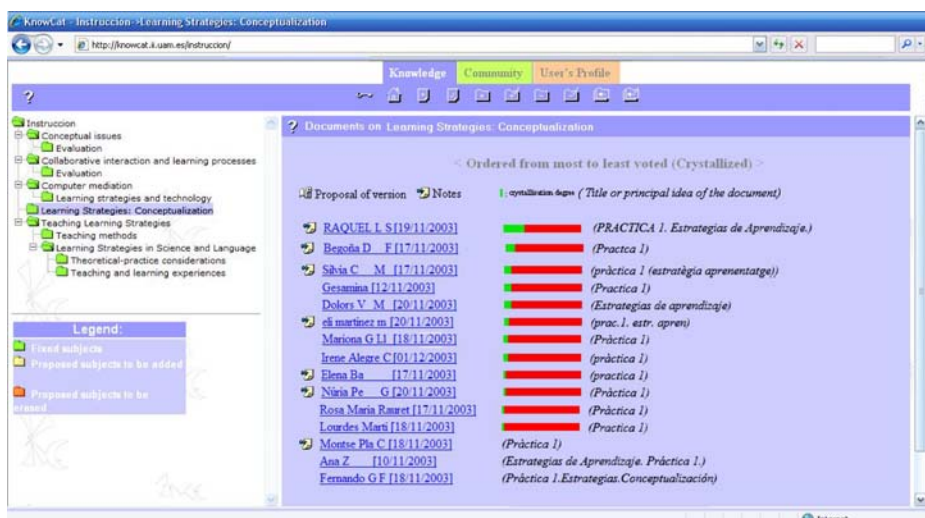 KnowCat - Instruccion->Learning Strategies: Conceptualization
http://knowcat.ii.uam.es/instruccion/
Knowledge Community User's Profile
?
Instruccion
Conceptual issues
Evaluation
Collaborative interaction and learning processes
Evaluation
Computer mediation
Learning strategies and technology
Learning Strategies: Conceptualization
Teaching Learning Strategies
Teaching methods
Learning Strategies in Science and Language
Theoretical-practice considerations
Teaching and learning experiences
Legend:
Fixed subjects
Proposed subjects to be added
Proposed subjects to be
erased
? Documents on Learning Strategies: Conceptualization
< Ordered from most to least voted (Crystallized) >
Proposal of version Notes : crystallization degree ( Title or principal idea of the document)
RAQUEL L S [19/11/2003] (PRACTICA 1. Estrategias de Aprendizaje.)
Begoña D F [17/11/2003] (Practca 1)
Silvia C M [17/11/2003] (pràctica 1 (estratègia aprenentatge))
Gesamina [12/11/2003] (Practica 1)
Dolors V M [20/11/2003] (Estrategias de aprendizaje)
eli martinez m [20/11/2003] (prac.1. estr. apren)
Mariona G Ll [18/11/2003] (Pràctica 1)
Irene Alegre C [01/12/2003] (pràctica 1)
Elena Ba [17/11/2003] (practica 1)
Núria Pe G [20/11/2003] (Pràctica 1)
Rosa Maria Rauret [17/11/2003] (Pràctica 1)
Lourdes Marti [18/11/2003] (Practica 1)
Montse Pla C [18/11/2003] (Pràctica 1)
Ana Z [10/11/2003] (Estrategias de Aprendizaje. Pràctica 1.)
Fernando G F [18/11/2003] (Pràctica 1.Estrategias.Conceptualización)